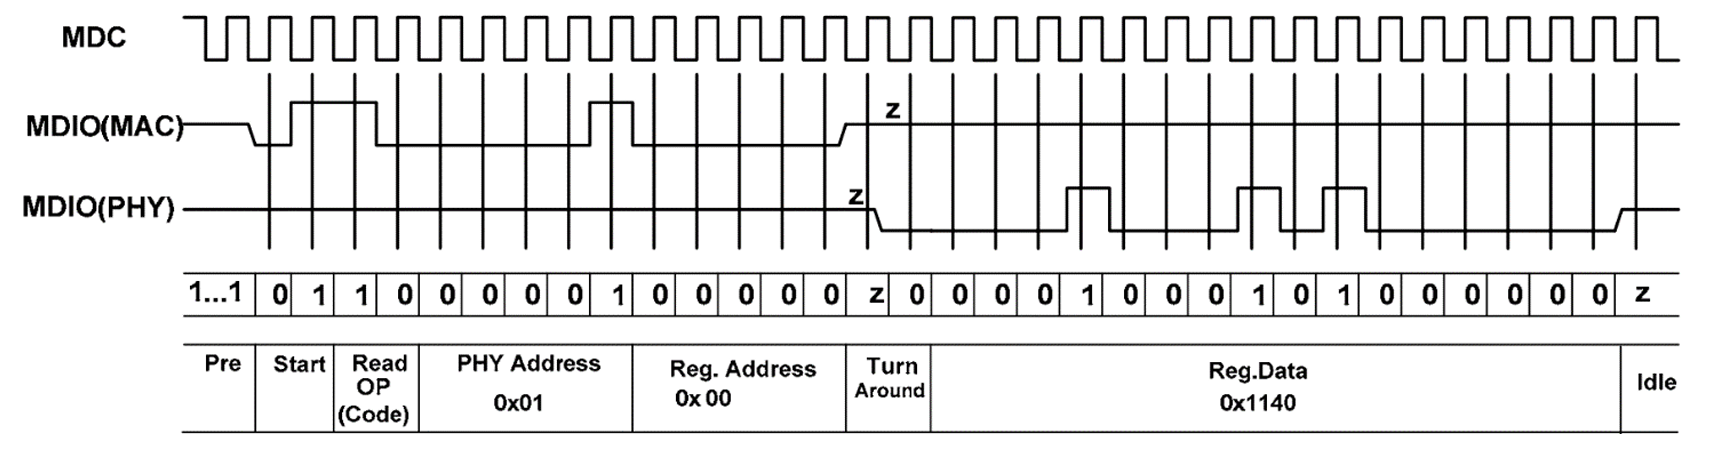 MDC
MDIO(MAC)
z
MDIO(PHY)
z
1...1 0 1 1 0 0 0 0 0 1 0 0 0 0 0 z 0 0 0 0 1 0 0 0 1 0 1 0 0 0 0 0 0 z
Pre
Start
Read
OP
(Code)
PHY Address
0x01
Reg. Address
0x 00
Turn
Around
Reg.Data
0x1140
Idle